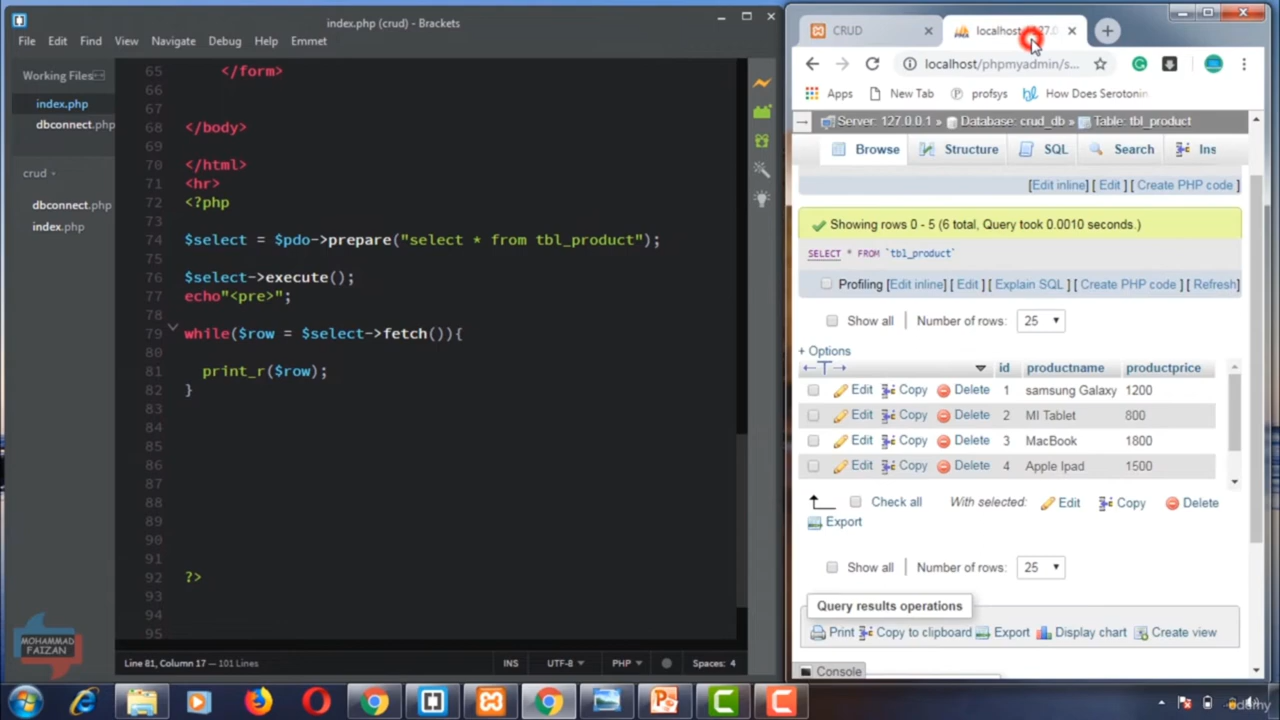 index.php (crud) - Brackets
File Edit Find View Navigate Debug Help Emmet
Working Files
index.php
dbconnect.php
crud
dbconnect.php
index.php
65 </form>
66
67
68 </body>
69
70 </html>
71 <hr>
72 <?php
73
74 $select = $pdo->prepare("select * from tbl_product");
75
76 $select->execute();
77 echo"<pre>";
78
79 while($row = $select->fetch()){
80
81 print_r($row);
82 }
83
84
85
86
87
88
89
90
91
92 ?>
93
94
95
Line 81, Column 17 — 101 Lines
INS UTF-8 PHP Spaces: 4
MOHAMMAD
FAIZAN
CRUD
localhost
localhost/phpmyadmin/s...
Apps New Tab profsys How Does Serotonin
Server: 127.0.0.1 » Database: crud_db » Table: tbl_product
Browse Structure SQL Search Ins
[Edit inline] [ Edit ] [ Create PHP code ]
Showing rows 0 - 5 (6 total, Query took 0.0010 seconds.)
SELECT * FROM `tbl_product`
Profiling [Edit inline] [ Edit ] [ Explain SQL ] [ Create PHP code ] [ Refresh]
Show all Number of rows: 25
+ Options
id productname productprice
Edit Copy Delete 1 samsung Galaxy 1200
Edit Copy Delete 2 MI Tablet 800
Edit Copy Delete 3 MacBook 1800
Edit Copy Delete 4 Apple Ipad 1500
Check all With selected: Edit Copy Delete
Export
Show all Number of rows: 25
Query results operations
Print Copy to clipboard Export Display chart Create view
Console